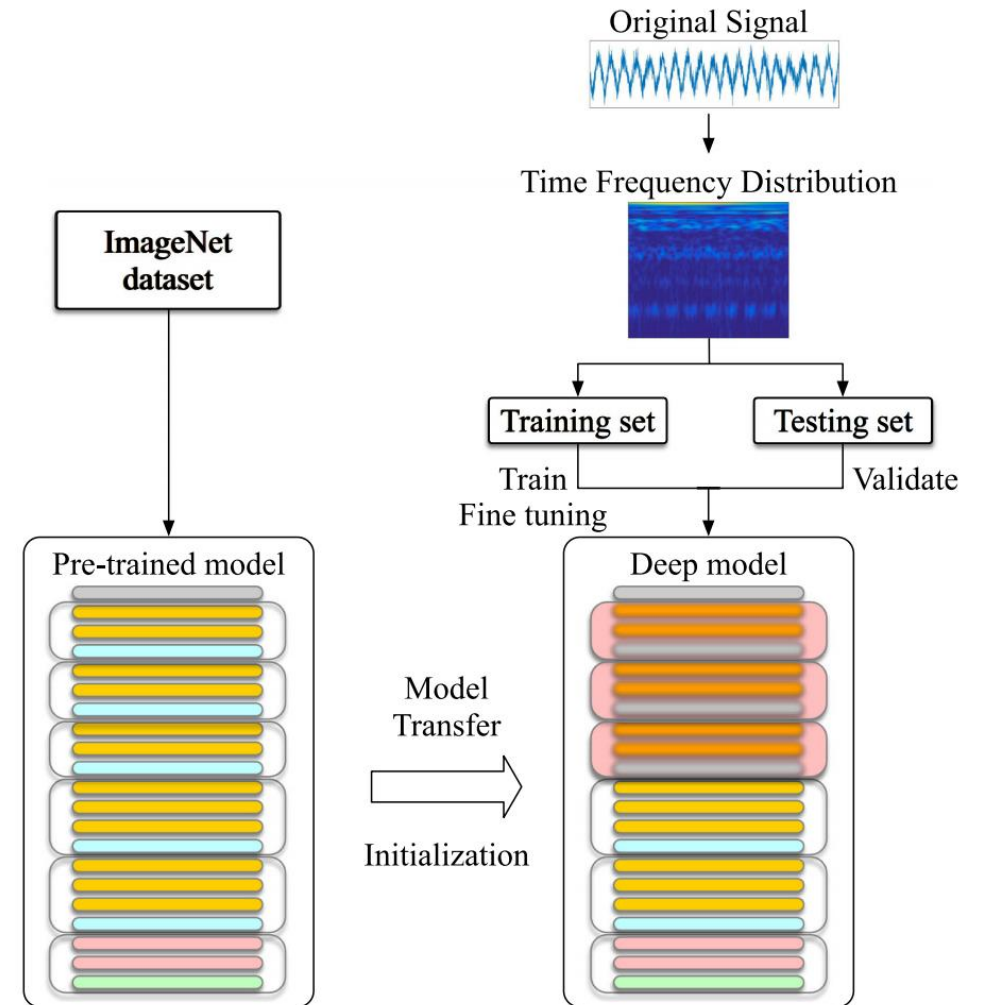 Original Signal
Time Frequency Distribution
ImageNet
dataset
Training set
Testing set
Train
Validate
Fine tuning
Pre-trained model
Deep model
Model
Transfer
Initialization